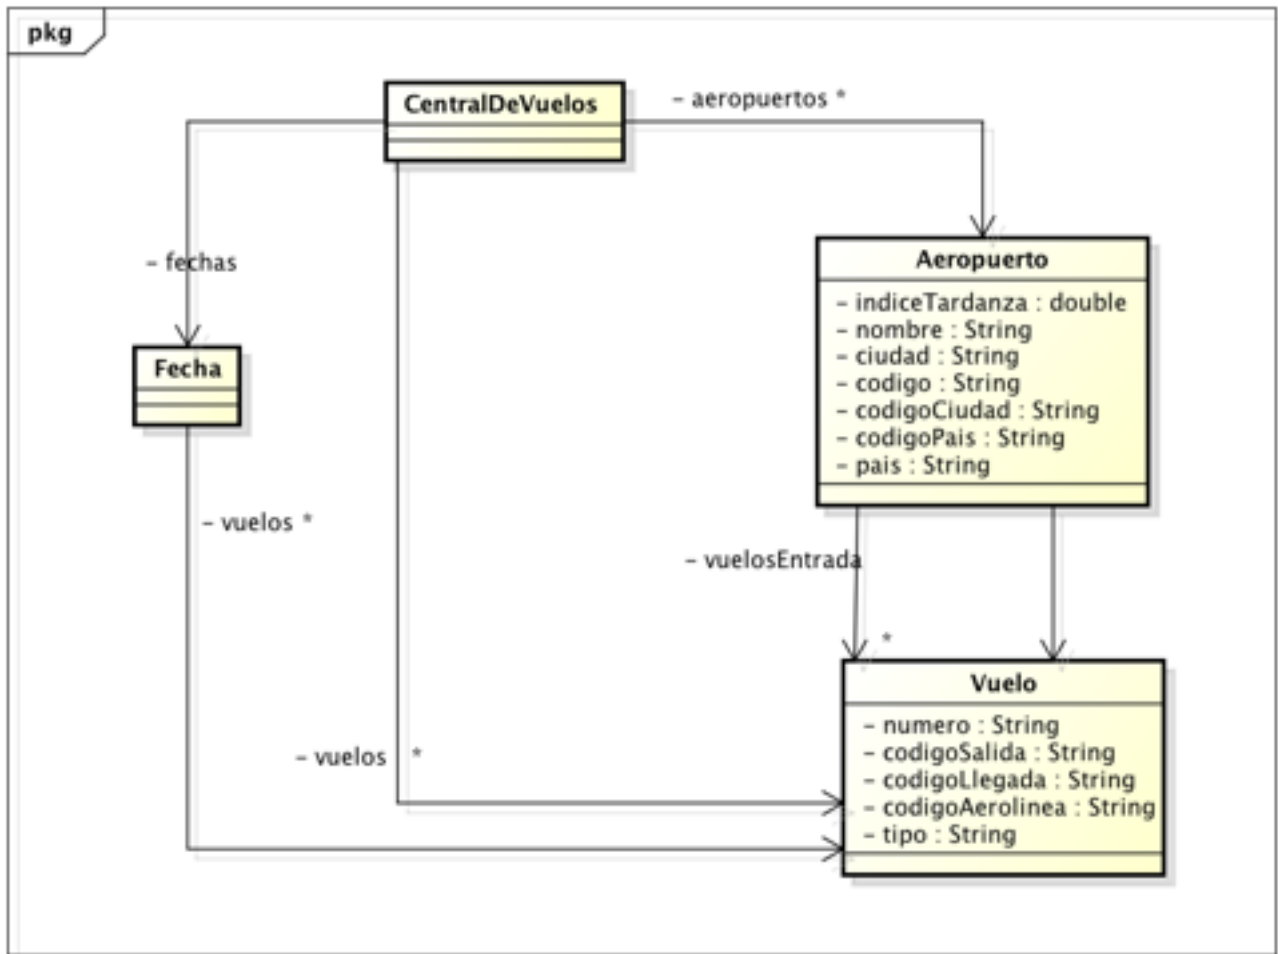 pkg
CentralDeVuelos
- aeropuertos *
- fechas
Fecha
Aeropuerto
- indiceTardanza : double
- nombre : String
- ciudad : String
- codigo : String
- codigoCiudad : String
- codigoPais : String
- pais : String
- vuelos *
- vuelosEntrada
*
Vuelo
- numero : String
- codigoSalida : String
- codigoLlegada : String
- codigoAerolinea : String
- tipo : String
- vuelos *